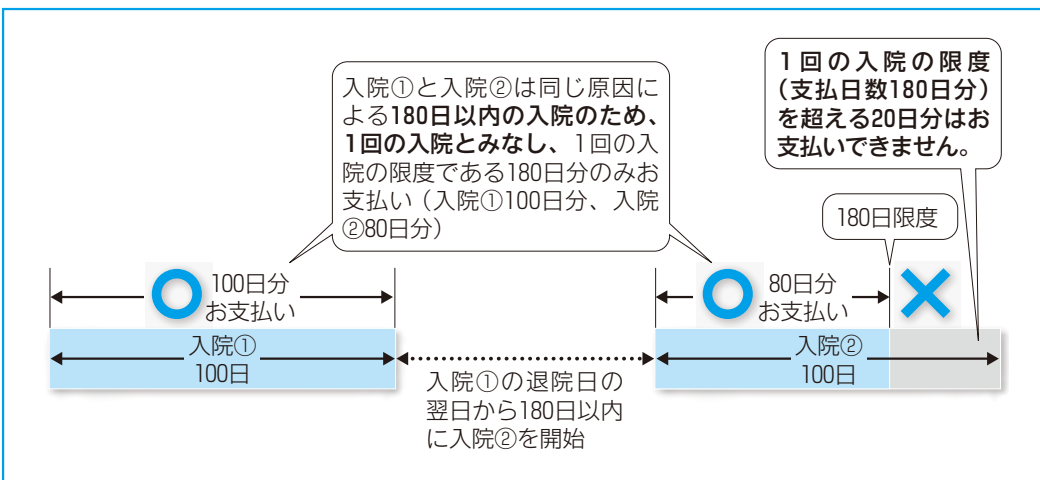 入院①と入院②は同じ原因に
よる180日以内の入院のため、
1回の入院とみなし、1回の入
院の限度である180日分のみお
支払い（入院①100日分、入院
②80日分）
1回の入院の限度
（支払日数180日分）
を超える20日分はお
支払いできません。
180日限度
100日分
お支払い
80日分
お支払い
入院①
100日
入院②
100日
入院①の退院日の
翌日から180日以内
に入院②を開始